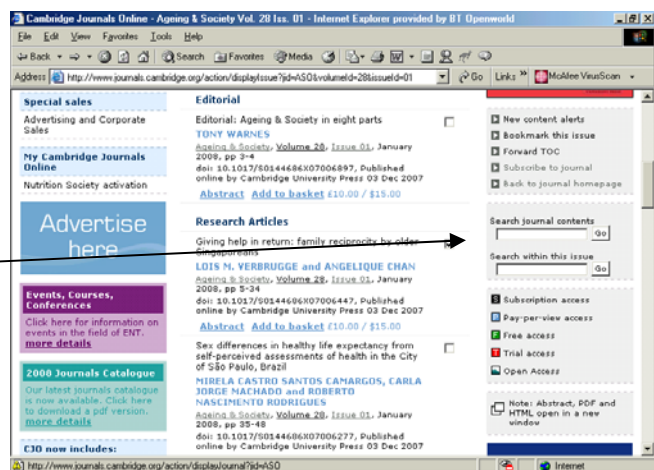 Cambridge Journals Online - Ageing & Society Vol. 28 Iss. 01 - Internet Explorer provided by BT Openworld
File Edit View Favorites Tools Help
Back Search Favorites Media
Address http://www.journals.cambridge.org/action/displayIssue?jid=ASO&volumeId=28&issueId=01 Go Links » McAfee VirusScan
Special sales
Advertising and Corporate
Sales
My Cambridge Journals
Online
Nutrition Society activation
Advertise
here
Events, Courses,
Conferences
Click here for information on
events in the field of ENT.
more details
2008 Journals Catalogue
Our latest journals catalogue
is now available. Click here
to download a pdf version.
more details
CJO now includes:
Editorial
Editorial: Ageing & Society in eight parts
TONY WARNES
Ageing & Society, Volume 28, Issue 01, January
2008, pp 3-4
doi: 10.1017/S0144686X07006897, Published
online by Cambridge University Press 03 Dec 2007
Abstract Add to basket £10.00 / $15.00
Research Articles
Giving help in return: family reciprocity by older
Singaporeans
LOIS M. VERBRUGGE and ANGELIQUE CHAN
Ageing & Society, Volume 28, Issue 01, January
2008, pp 5-34
doi: 10.1017/S0144686X07006447, Published
online by Cambridge University Press 03 Dec 2007
Abstract Add to basket £10.00 / $15.00
Sex differences in healthy life expectancy from
self-perceived assessments of health in the City
of São Paulo, Brazil
MIRELA CASTRO SANTOS CAMARGOS, CARLA
JORGE MACHADO and ROBERTO
NASCIMENTO RODRIGUES
Ageing & Society, Volume 28, Issue 01, January
2008, pp 35-48
doi: 10.1017/S0144686X07006277, Published
online by Cambridge University Press 03 Dec 2007
New content alerts
Bookmark this issue
Forward TOC
Subscribe to journal
Back to journal homepage
Search journal contents
Go
Search within this issue
Go
S Subscription access
P Pay-per-view access
F Free access
T Trial access
Open Access
Note: Abstract, PDF and
HTML open in a new
window
http://www.journals.cambridge.org/action/displayJournal?jid=ASO Internet